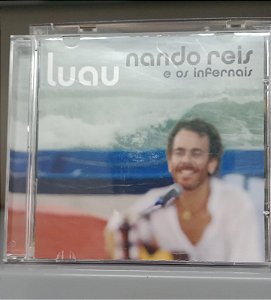 luau
nando reis
e os infernais